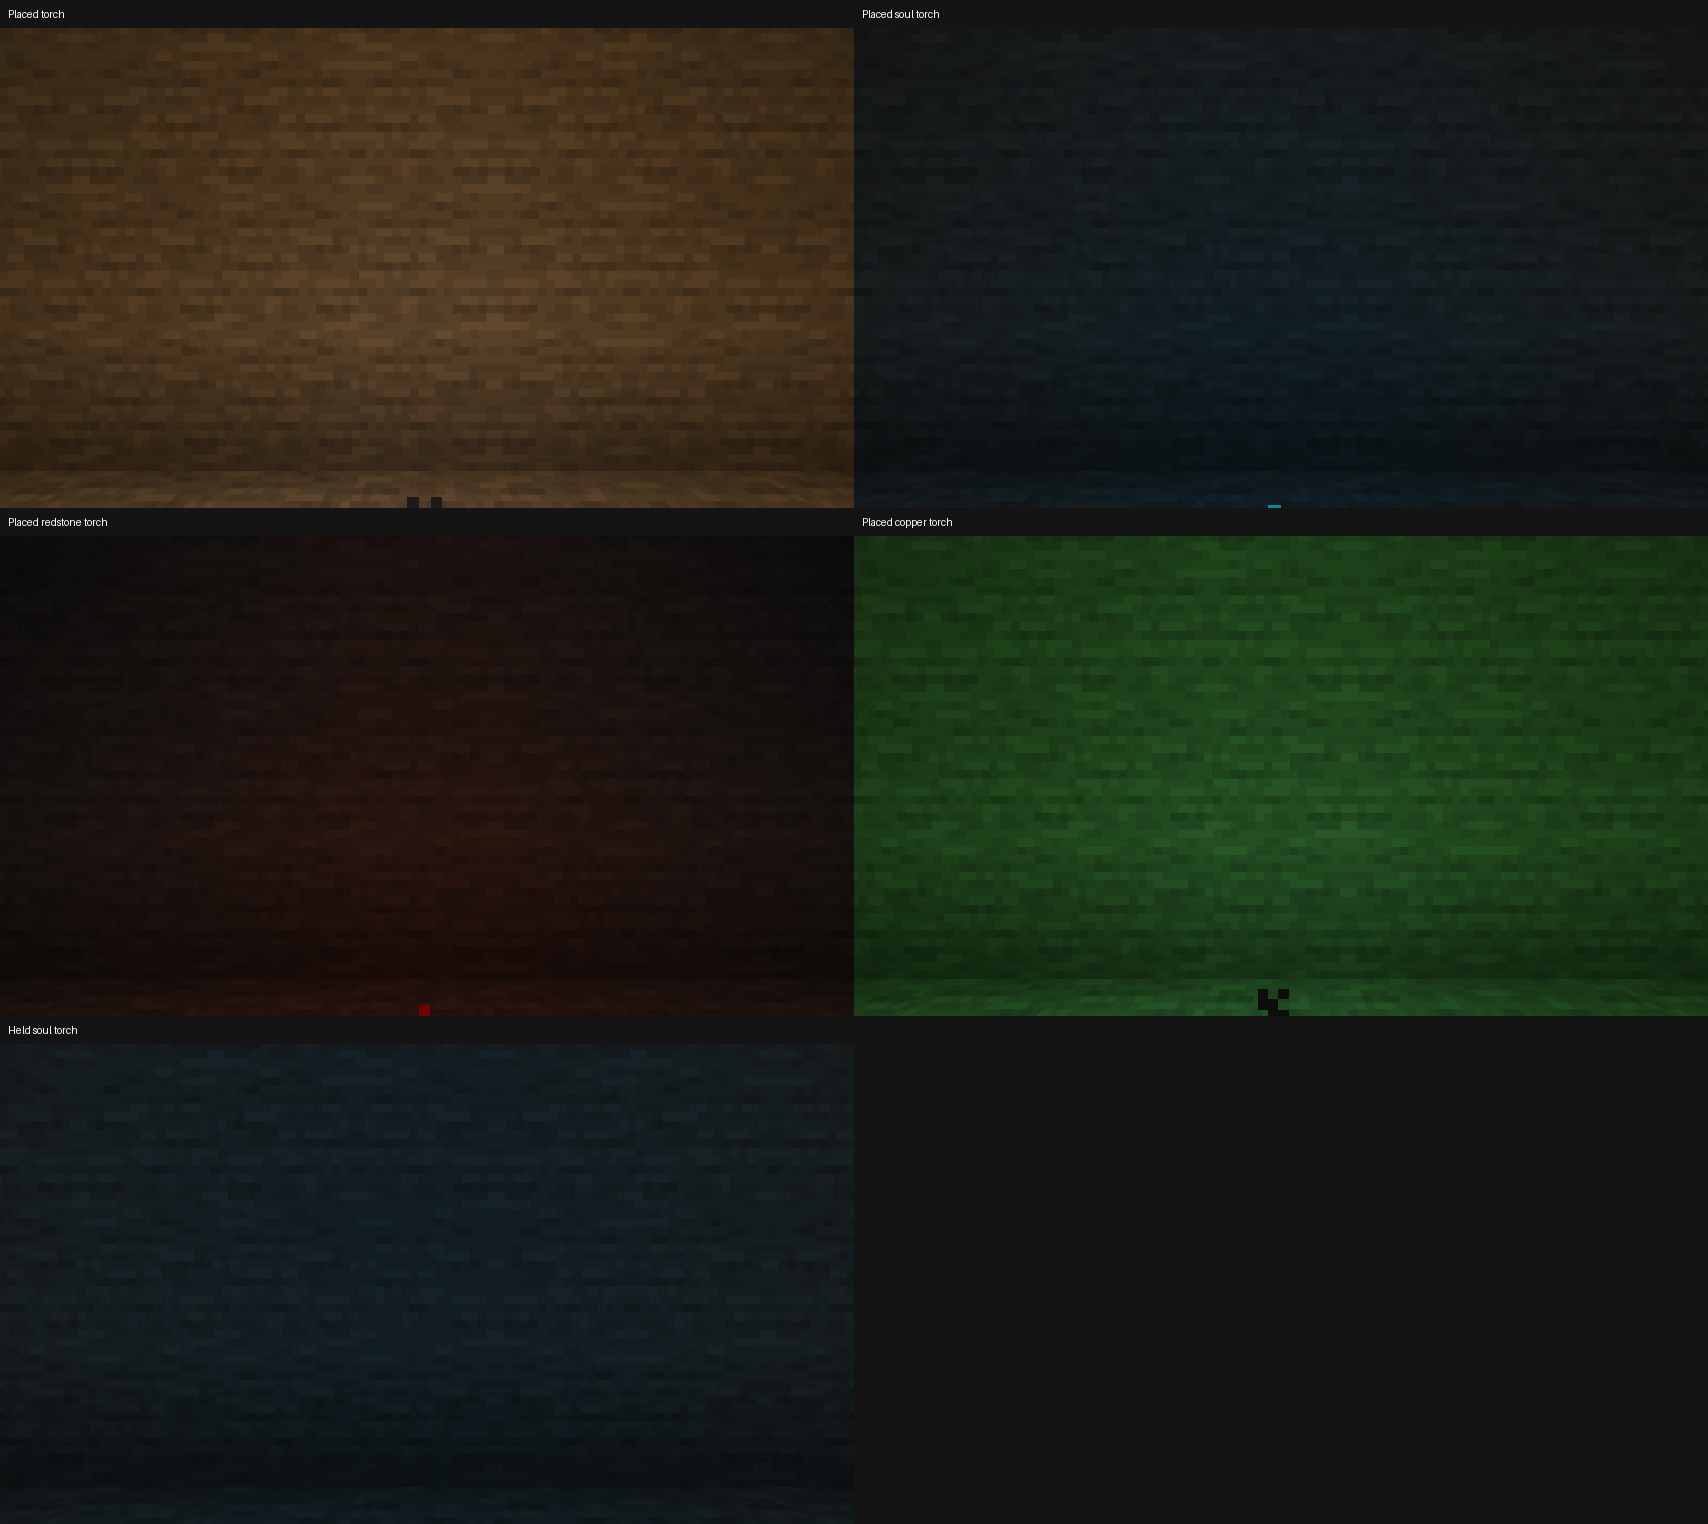 Placed torch
Placed soul torch
Placed redstone torch
Placed copper torch
Held soul torch